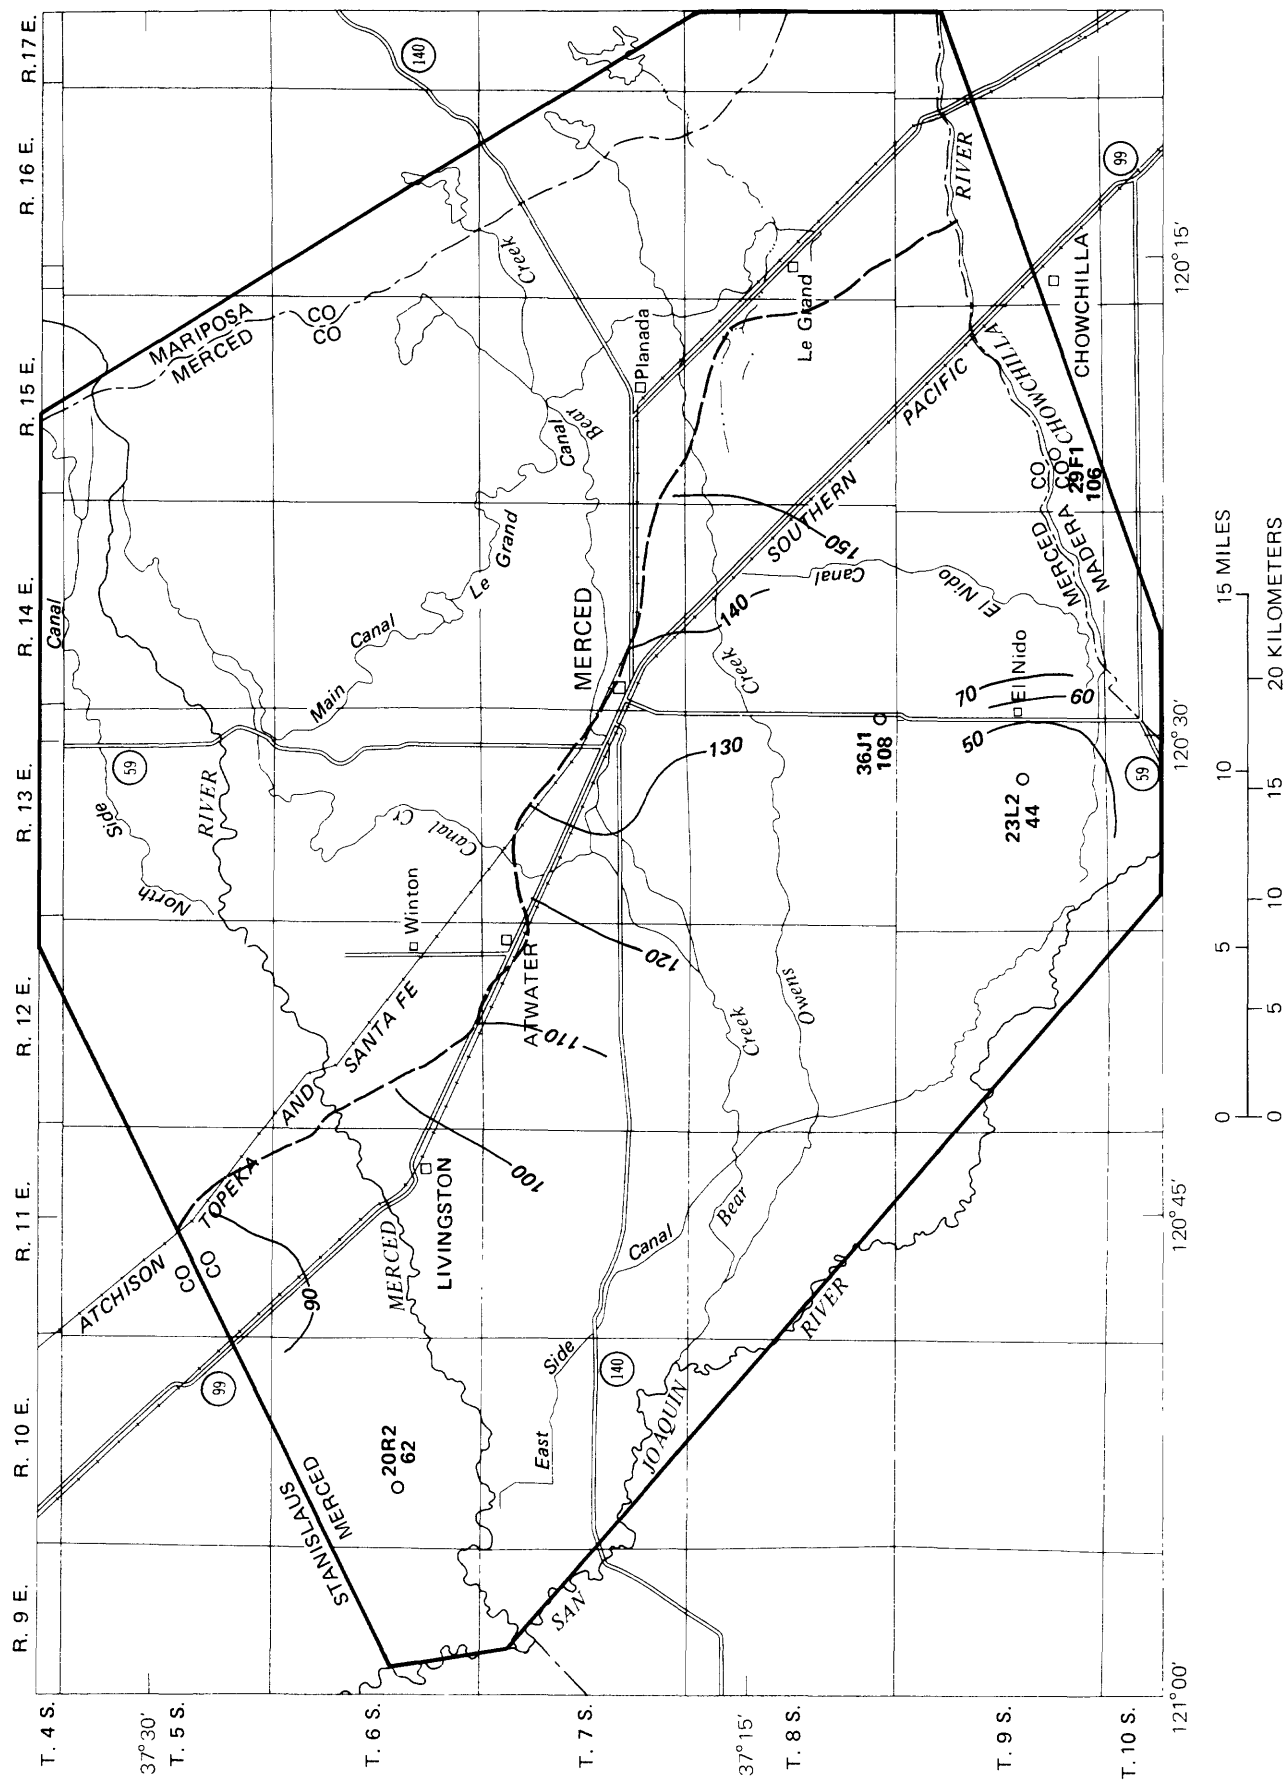 R. 9 E.
R. 10 E.
R. 11 E.
R. 12 E.
R. 13 E.
R. 14 E.
R. 15 E.
R. 16 E.
R. 17 E.
T. 4 S.
37°30'
T. 5 S.
T. 6 S.
T. 7 S.
37°15'
T. 8 S.
T. 9 S.
T. 10 S.
121°00'
120°45'
120°30'
120°15'
ATCHISON
TOPEKA
AND
SANTA FE
STANISLAUS CO
MERCED CO
99
20R2
62
90
MERCED
RIVER
LIVINGSTON
100
110
ATWATER
Winton
120
130
North
Side
Canal
59
Main
Canal
Le Grand
Canal
Canal Cr
MERCED
140
150
MARIPOSA CO
MERCED CO
140
Creek
Bear
Planada
Le Grand
SOUTHERN
PACIFIC
East
Side
Canal
140
SAN
JOAQUIN
RIVER
Bear
Creek
Owens
Creek
36J1
108
El Nido
Canal
El Nido
70
60
50
23L2
44
59
MERCED CO
MADERA CO
29F1
106
CHOWCHILLA
RIVER
CHOWCHILLA
99
0 5 10 15 MILES
0 5 10 15 20 KILOMETERS